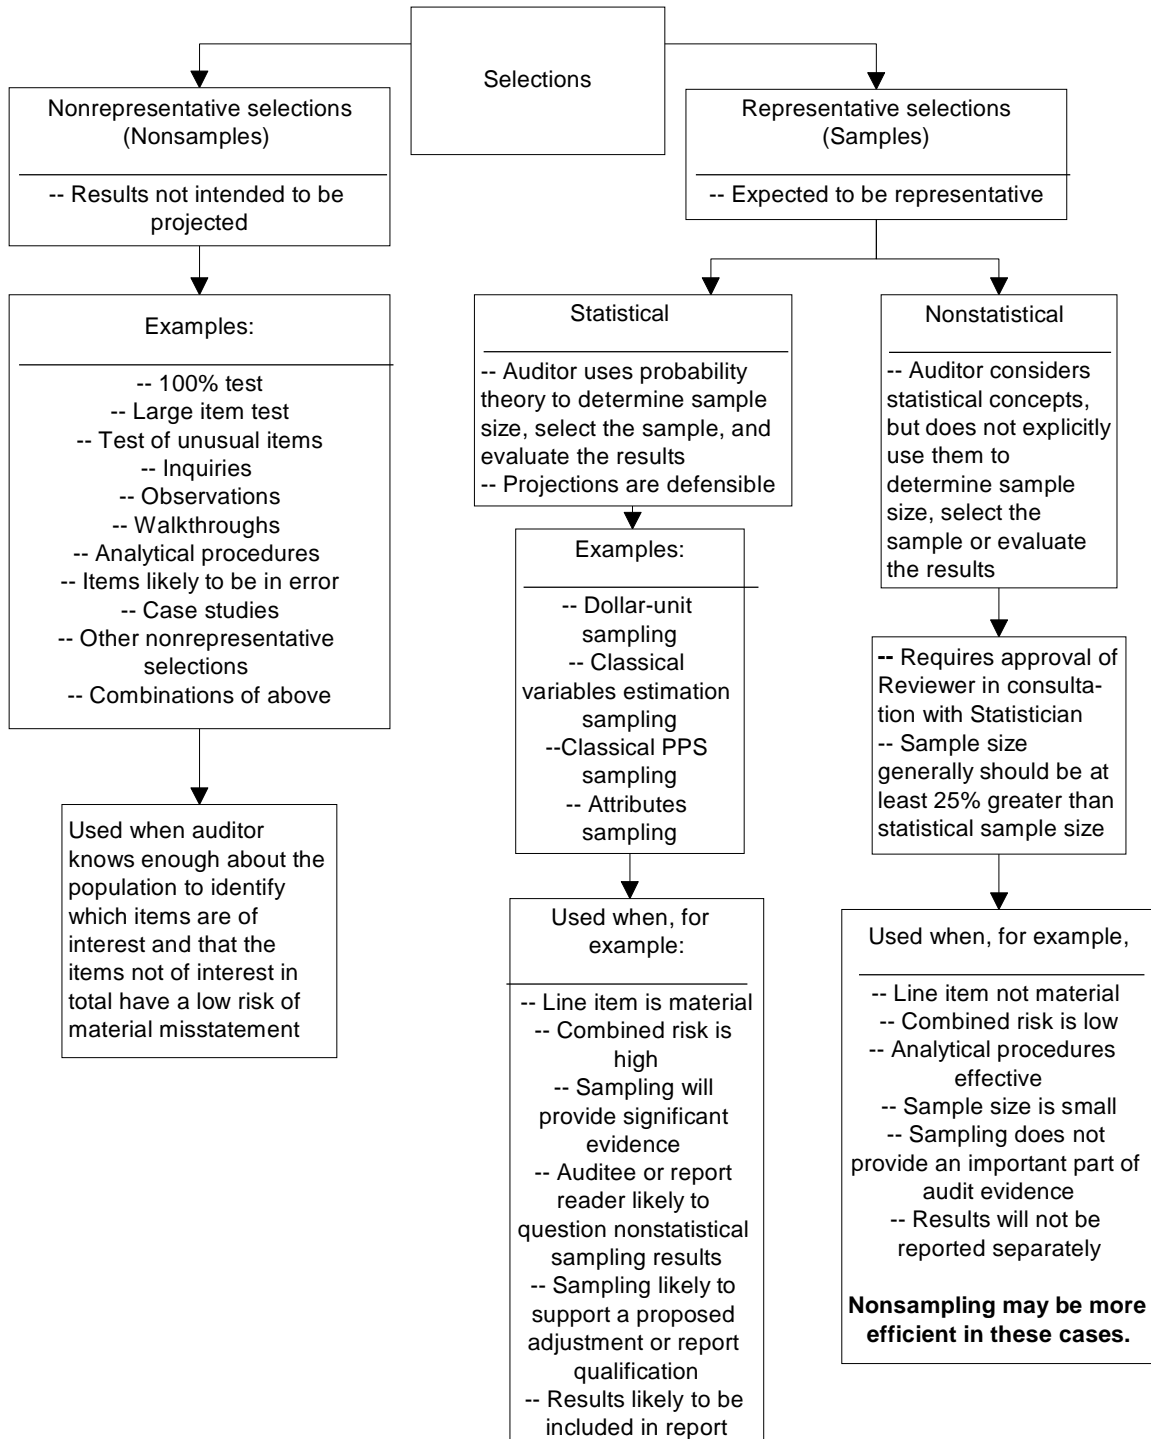 Selections
Nonrepresentative selections
(Nonsamples)
-- Results not intended to be
projected
Examples:
-- 100% test
-- Large item test
-- Test of unusual items
-- Inquiries
-- Observations
-- Walkthroughs
-- Analytical procedures
-- Items likely to be in error
-- Case studies
-- Other nonrepresentative
selections
-- Combinations of above
Used when auditor
knows enough about the
population to identify
which items are of
interest and that the
items not of interest in
total have a low risk of
material misstatement
Representative selections
(Samples)
-- Expected to be representative
Statistical
-- Auditor uses probability
theory to determine sample
size, select the sample, and
evaluate the results
-- Projections are defensible
Examples:
-- Dollar-unit
sampling
-- Classical
variables estimation
sampling
--Classical PPS
sampling
-- Attributes
sampling
Used when, for
example:
-- Line item is material
-- Combined risk is
high
-- Sampling will
provide significant
evidence
-- Auditee or report
reader likely to
question nonstatistical
sampling results
-- Sampling likely to
support a proposed
adjustment or report
qualification
-- Results likely to be
included in report
Nonstatistical
-- Auditor considers
statistical concepts,
but does not explicitly
use them to
determine sample
size, select the
sample or evaluate
the results
-- Requires approval of
Reviewer in consulta-
tion with Statistician
-- Sample size
generally should be at
least 25% greater than
statistical sample size
Used when, for example,
-- Line item not material
-- Combined risk is low
-- Analytical procedures
effective
-- Sample size is small
-- Sampling does not
provide an important part of
audit evidence
-- Results will not be
reported separately
Nonsampling may be more
efficient in these cases.